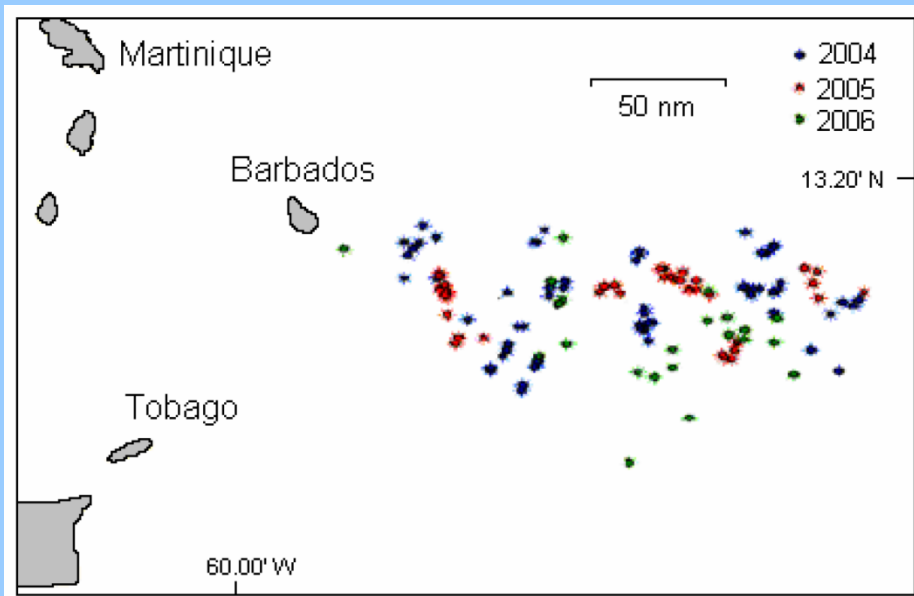 Martinique
2004
2005
2006
50 nm
Barbados
13.20' N
Tobago
60.00' W